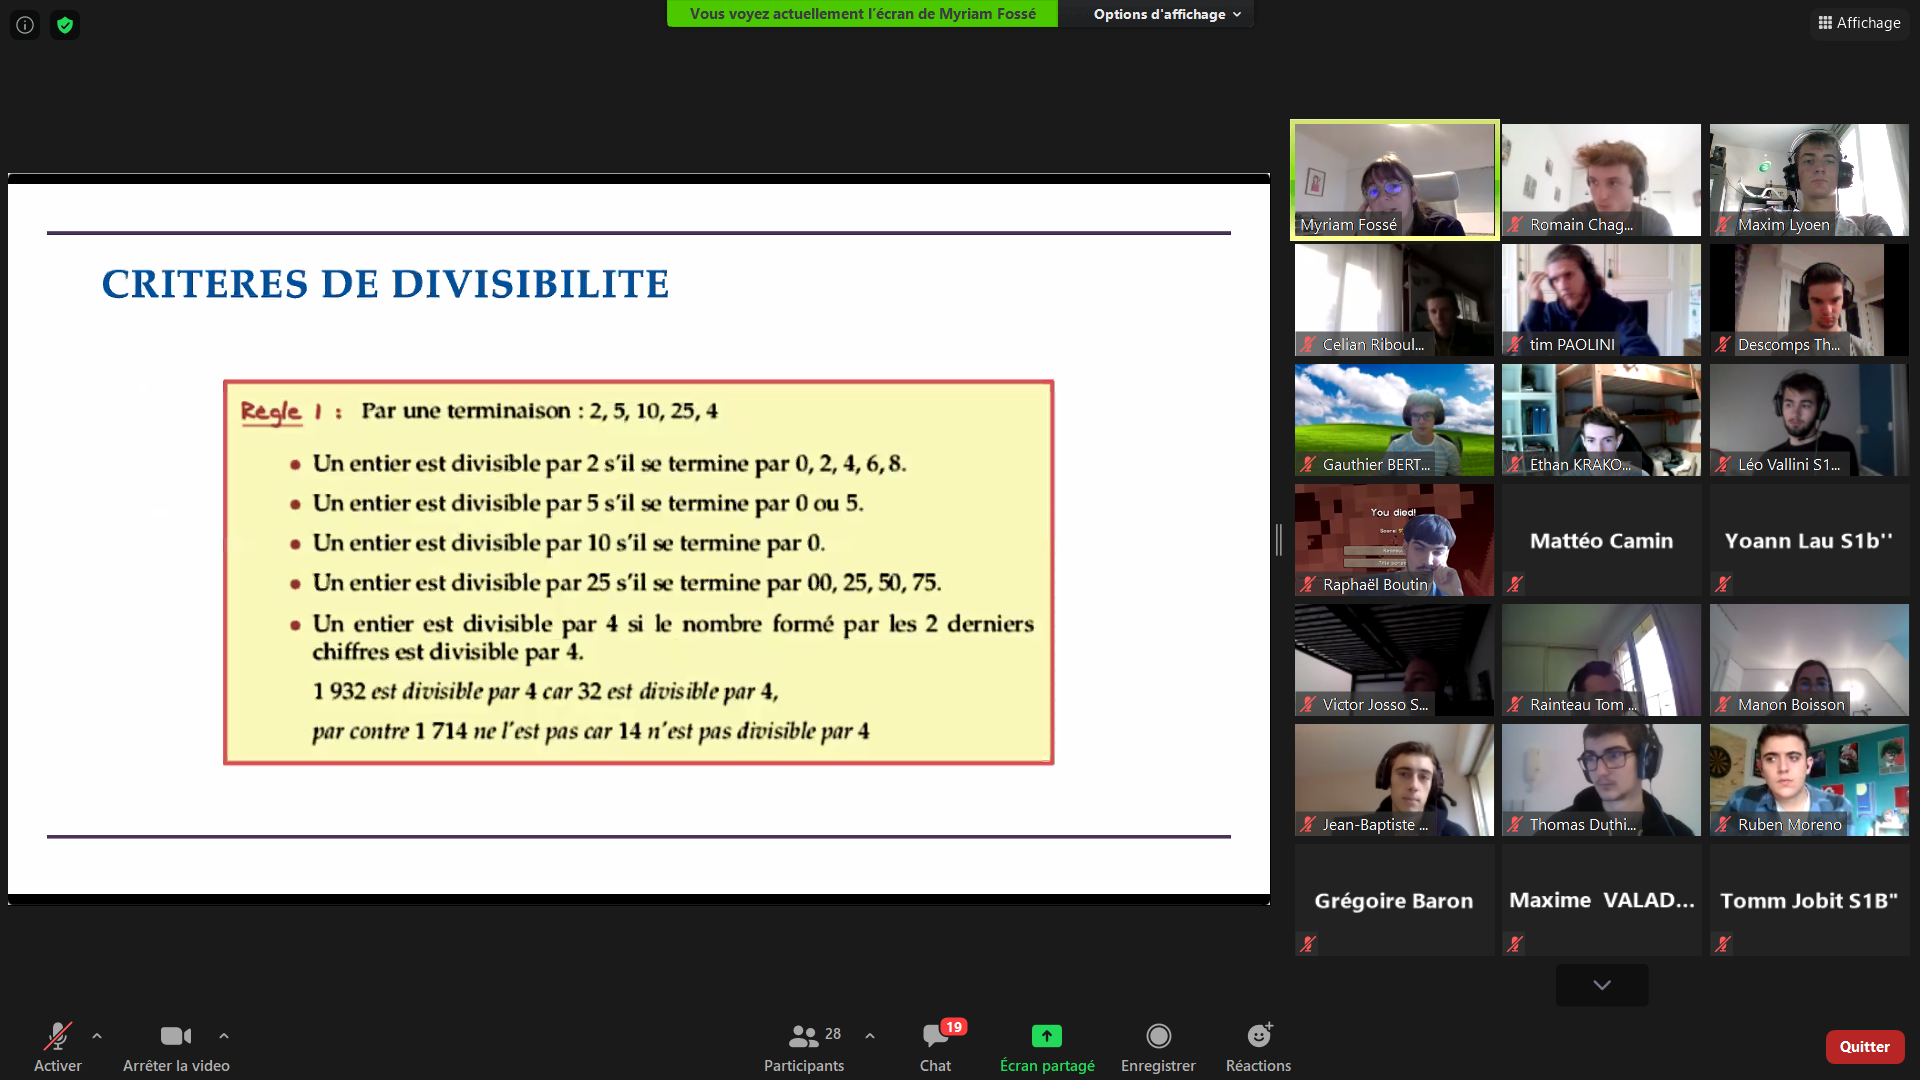 Vous voyez actuellement l'écran de Myriam Fossé
Options d'affichage
Affichage
CRITERES DE DIVISIBILITE
Règle 1 : Par une terminaison : 2, 5, 10, 25, 4
• Un entier est divisible par 2 s'il se termine par 0, 2, 4, 6, 8.
• Un entier est divisible par 5 s'il se termine par 0 ou 5.
• Un entier est divisible par 10 s'il se termine par 0.
• Un entier est divisible par 25 s'il se termine par 00, 25, 50, 75.
• Un entier est divisible par 4 si le nombre formé par les 2 derniers
chiffres est divisible par 4.
1 932 est divisible par 4 car 32 est divisible par 4,
par contre 1 714 ne l'est pas car 14 n'est pas divisible par 4
Myriam Fossé
Romain Chag...
Maxim Lyoen
Celian Riboul...
tim PAOLINI
Descomps Th...
Gauthier BERT...
Ethan KRAKO...
Léo Vallini S1...
You died!
Raphaël Boutin
Mattéo Camin
Yoann Lau S1b''
Victor Josso S...
Rainteau Tom ...
Manon Boisson
Jean-Baptiste ...
Thomas Duthi...
Ruben Moreno
Grégoire Baron
Maxime VALAD...
Tomm Jobit S1B"
Activer
Arrêter la video
28
Participants
19
Chat
Écran partagé
Enregistrer
Réactions
Quitter